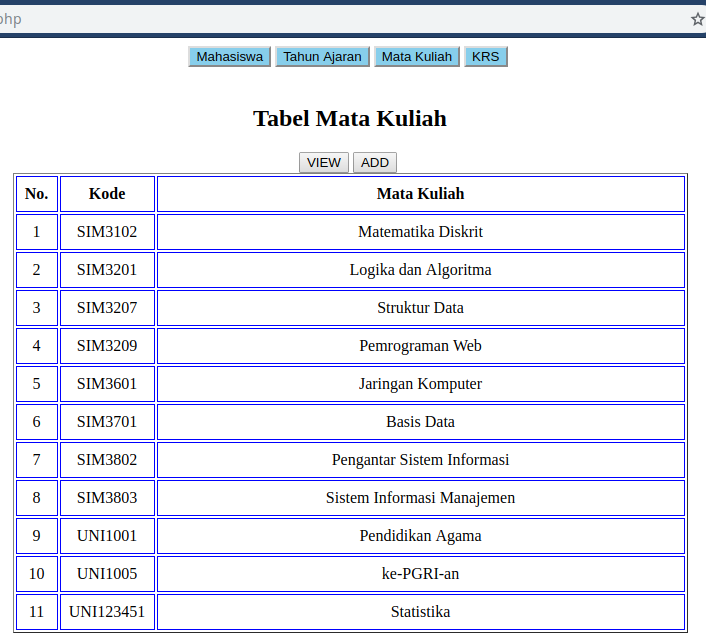 php
Mahasiswa Tahun Ajaran Mata Kuliah KRS
Tabel Mata Kuliah
VIEW ADD
No. Kode Mata Kuliah
1 SIM3102 Matematika Diskrit
2 SIM3201 Logika dan Algoritma
3 SIM3207 Struktur Data
4 SIM3209 Pemrograman Web
5 SIM3601 Jaringan Komputer
6 SIM3701 Basis Data
7 SIM3802 Pengantar Sistem Informasi
8 SIM3803 Sistem Informasi Manajemen
9 UNI1001 Pendidikan Agama
10 UNI1005 ke-PGRI-an
11 UNI123451 Statistika